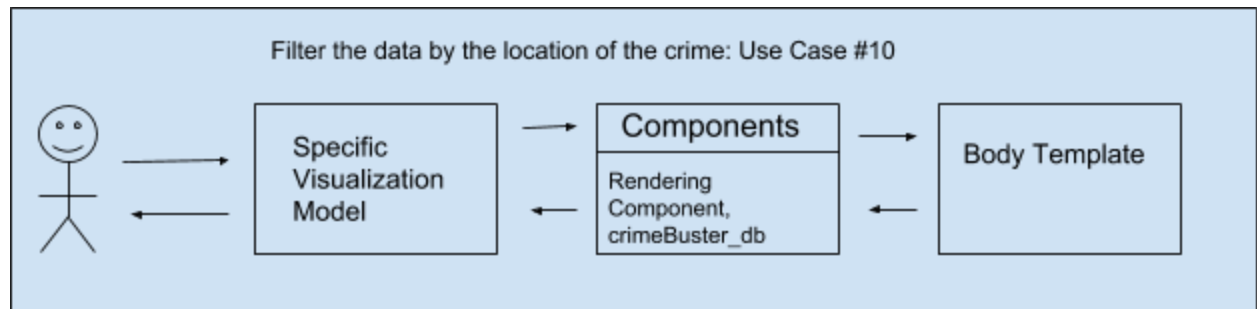 Filter the data by the location of the crime: Use Case #10
Specific
Visualization
Model
Components
Rendering
Component,
crimeBuster_db
Body Template